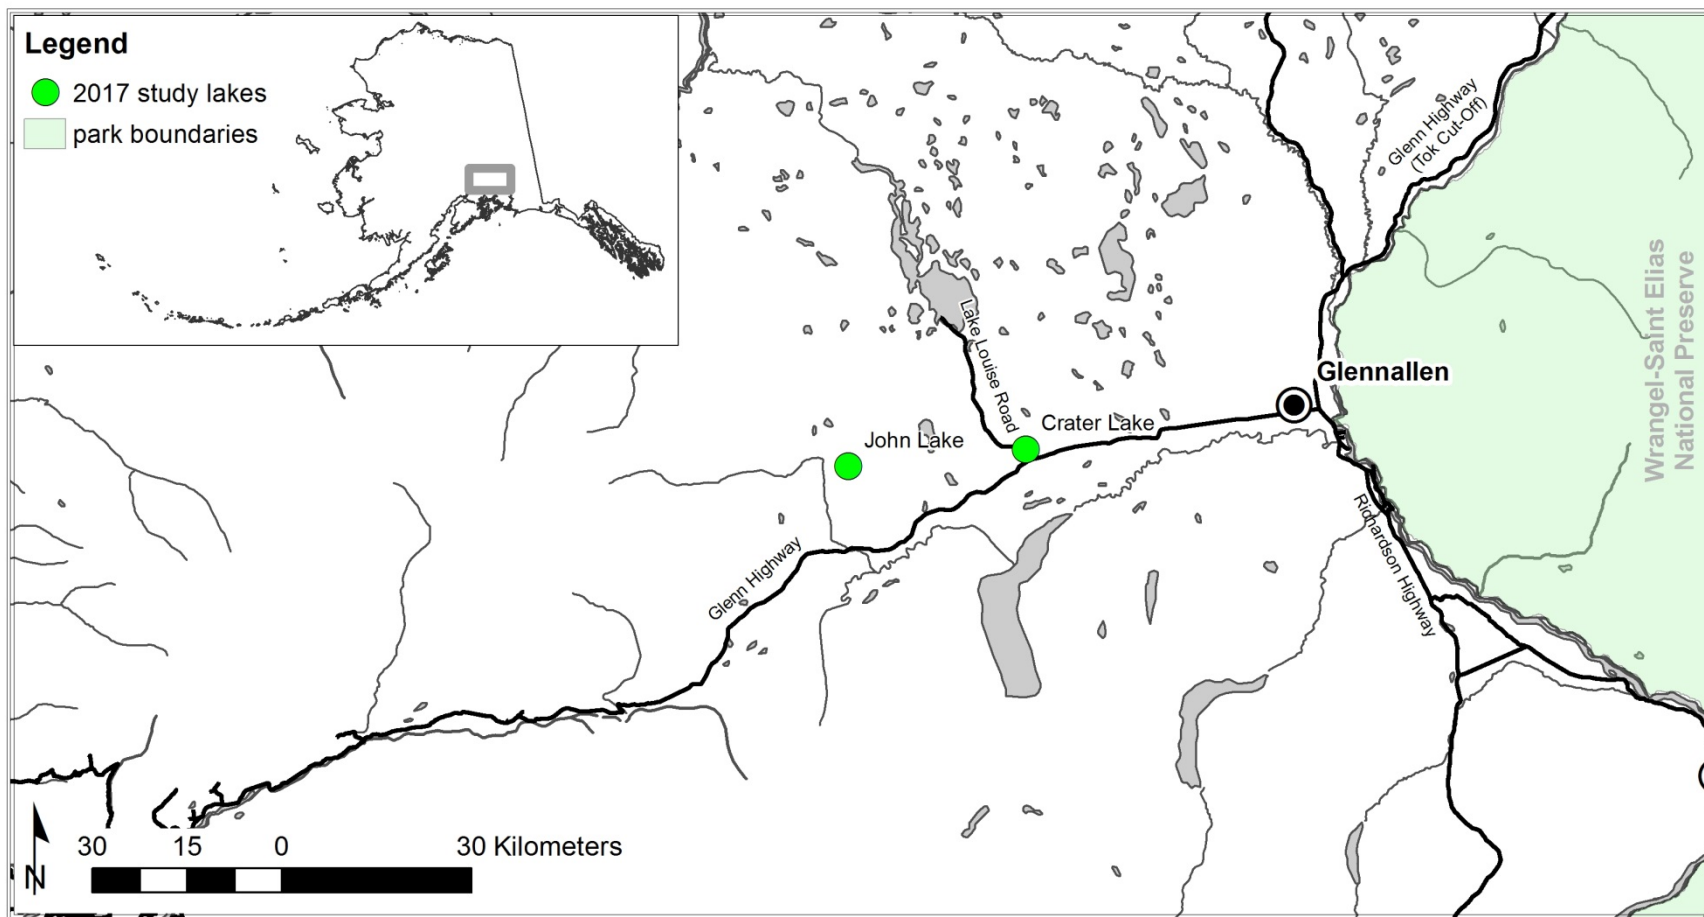 Legend
2017 study lakes
park boundaries
Glenn Highway
(Tok Cut-Off)
Wrangel-Saint Elias
National Preserve
Lake Louise Road
Glennallen
Crater Lake
John Lake
Richardson Highway
Glenn Highway
30 15 0 30 Kilometers
N